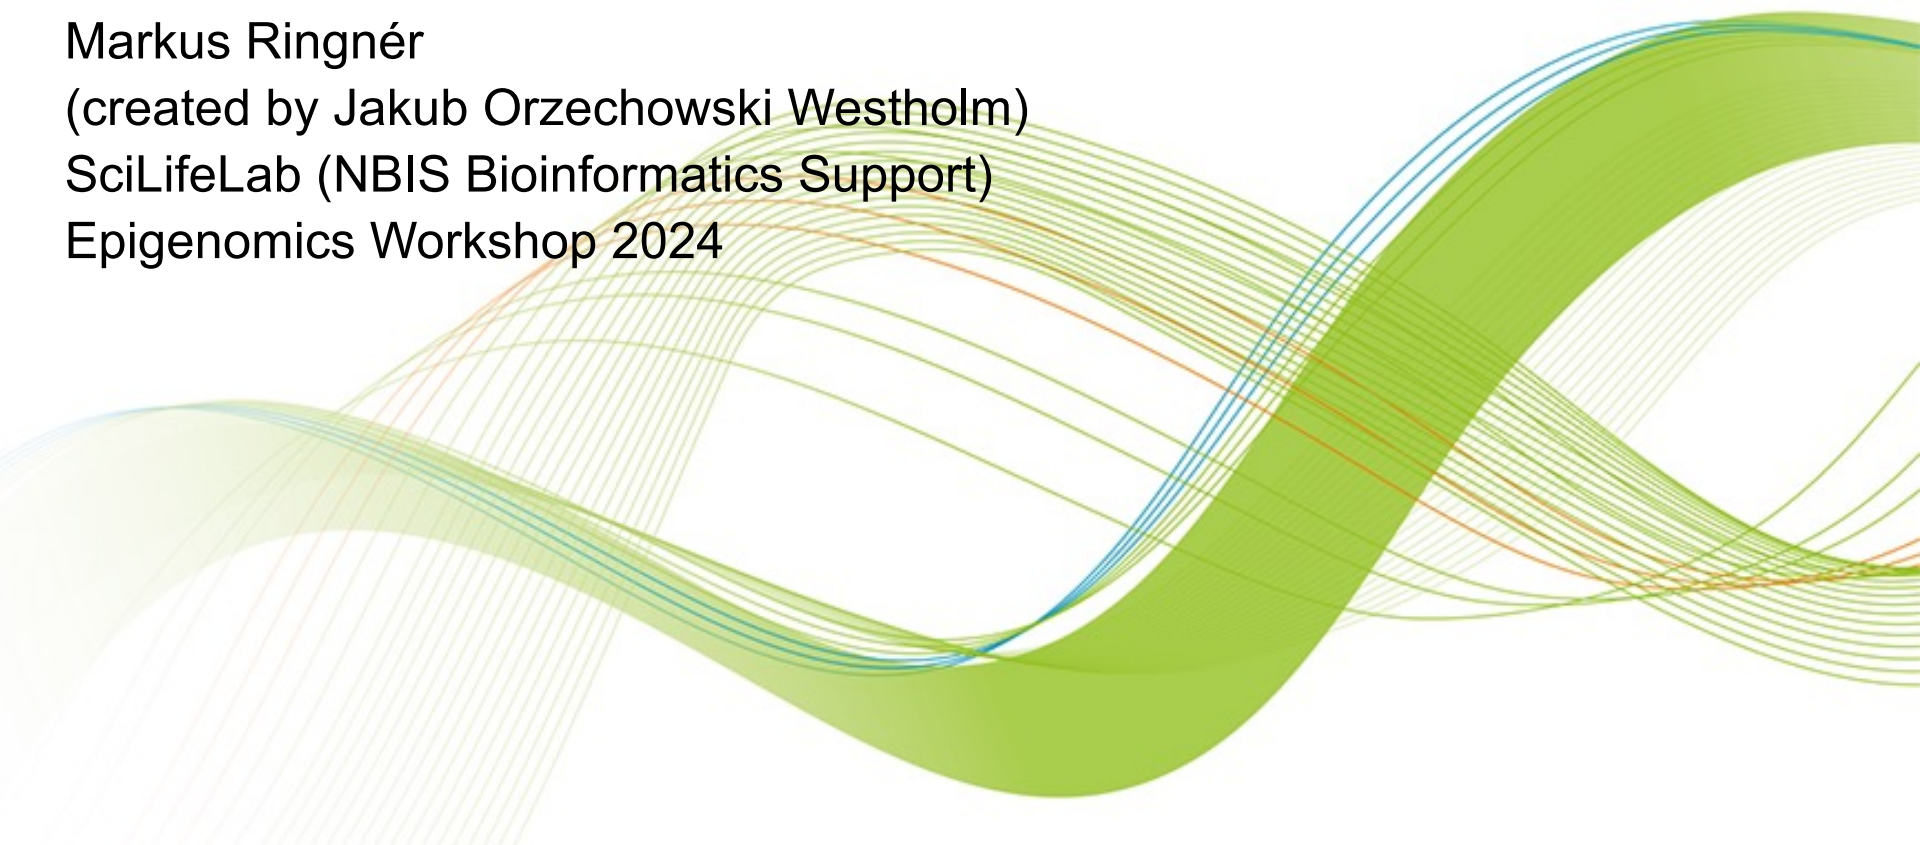 Markus Ringnér
(created by Jakub Orzechowski Westholm)
SciLifeLab (NBIS Bioinformatics Support)
Epigenomics Workshop 2024